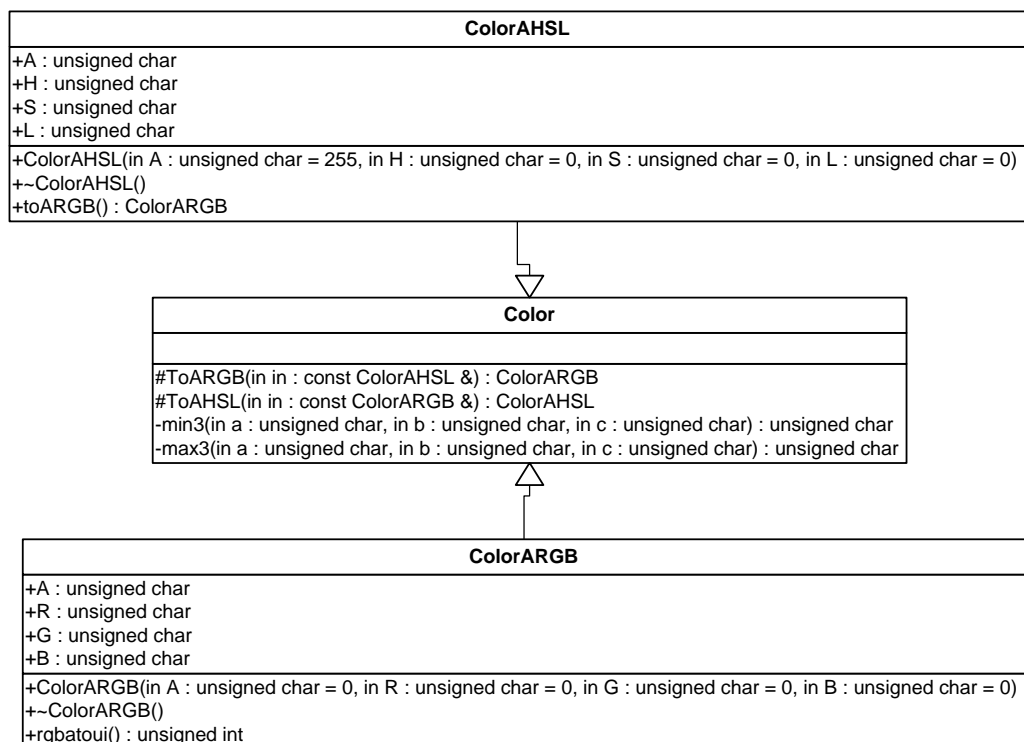 ColorAHSL
+A : unsigned char
+H : unsigned char
+S : unsigned char
+L : unsigned char
+ColorAHSL(in A : unsigned char = 255, in H : unsigned char = 0, in S : unsigned char = 0, in L : unsigned char = 0)
+~ColorAHSL()
+toARGB() : ColorARGB
Color
#ToARGB(in in : const ColorAHSL &) : ColorARGB
#ToAHSL(in in : const ColorARGB &) : ColorAHSL
-min3(in a : unsigned char, in b : unsigned char, in c : unsigned char) : unsigned char
-max3(in a : unsigned char, in b : unsigned char, in c : unsigned char) : unsigned char
ColorARGB
+A : unsigned char
+R : unsigned char
+G : unsigned char
+B : unsigned char
+ColorARGB(in A : unsigned char = 0, in R : unsigned char = 0, in G : unsigned char = 0, in B : unsigned char = 0)
+~ColorARGB()
+rgbatoui() : unsigned int